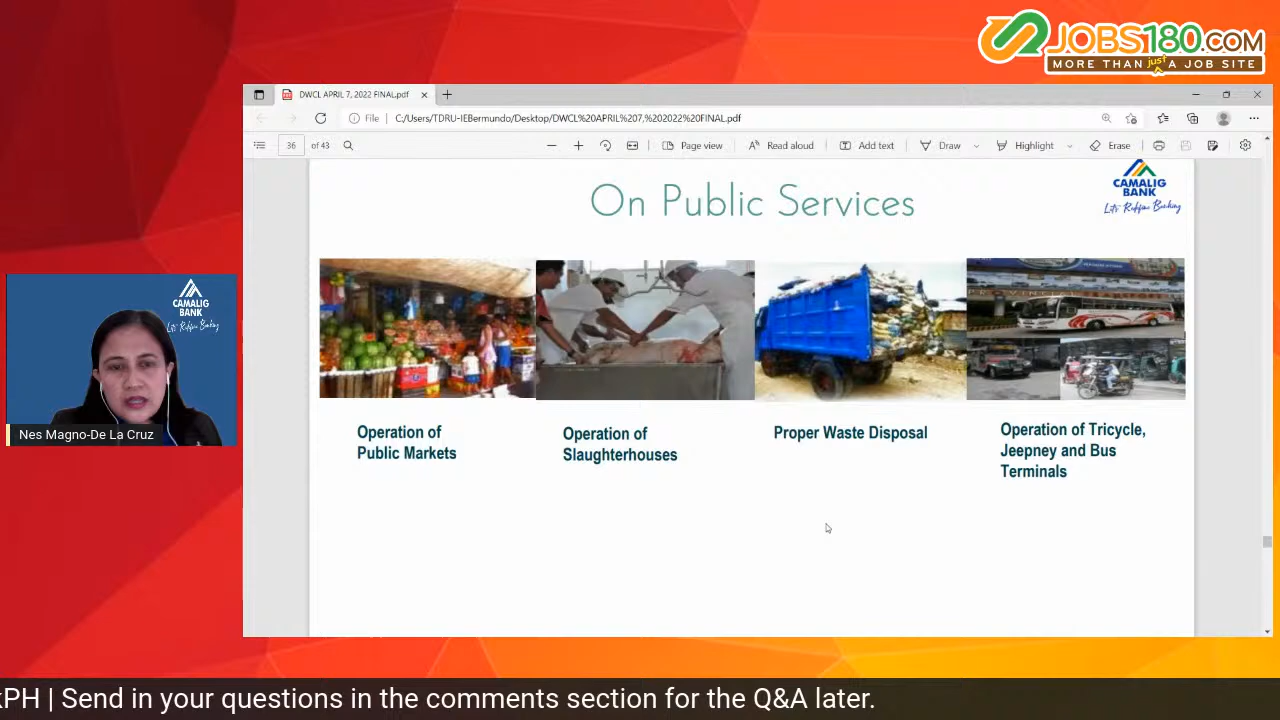 JOBS180.COM
MORE THAN just A JOB SITE
DWCL APRIL 7, 2022 FINAL.pdf
File
C:/Users/TDRU-IEBermundo/Desktop/DWCL%20APRIL%207,%202022%20FINAL.pdf
36 of 43
Page view
Read aloud
Add text
Draw
Highlight
Erase
On Public Services
CAMALIG
BANK
Let's Redefine Banking
Operation of
Public Markets
Operation of
Slaughterhouses
Proper Waste Disposal
Operation of Tricycle,
Jeepney and Bus
Terminals
CAMALIG
BANK
Let's Redefine Banking
Nes Magno-De La Cruz
PH | Send in your questions in the comments section for the Q&A later.